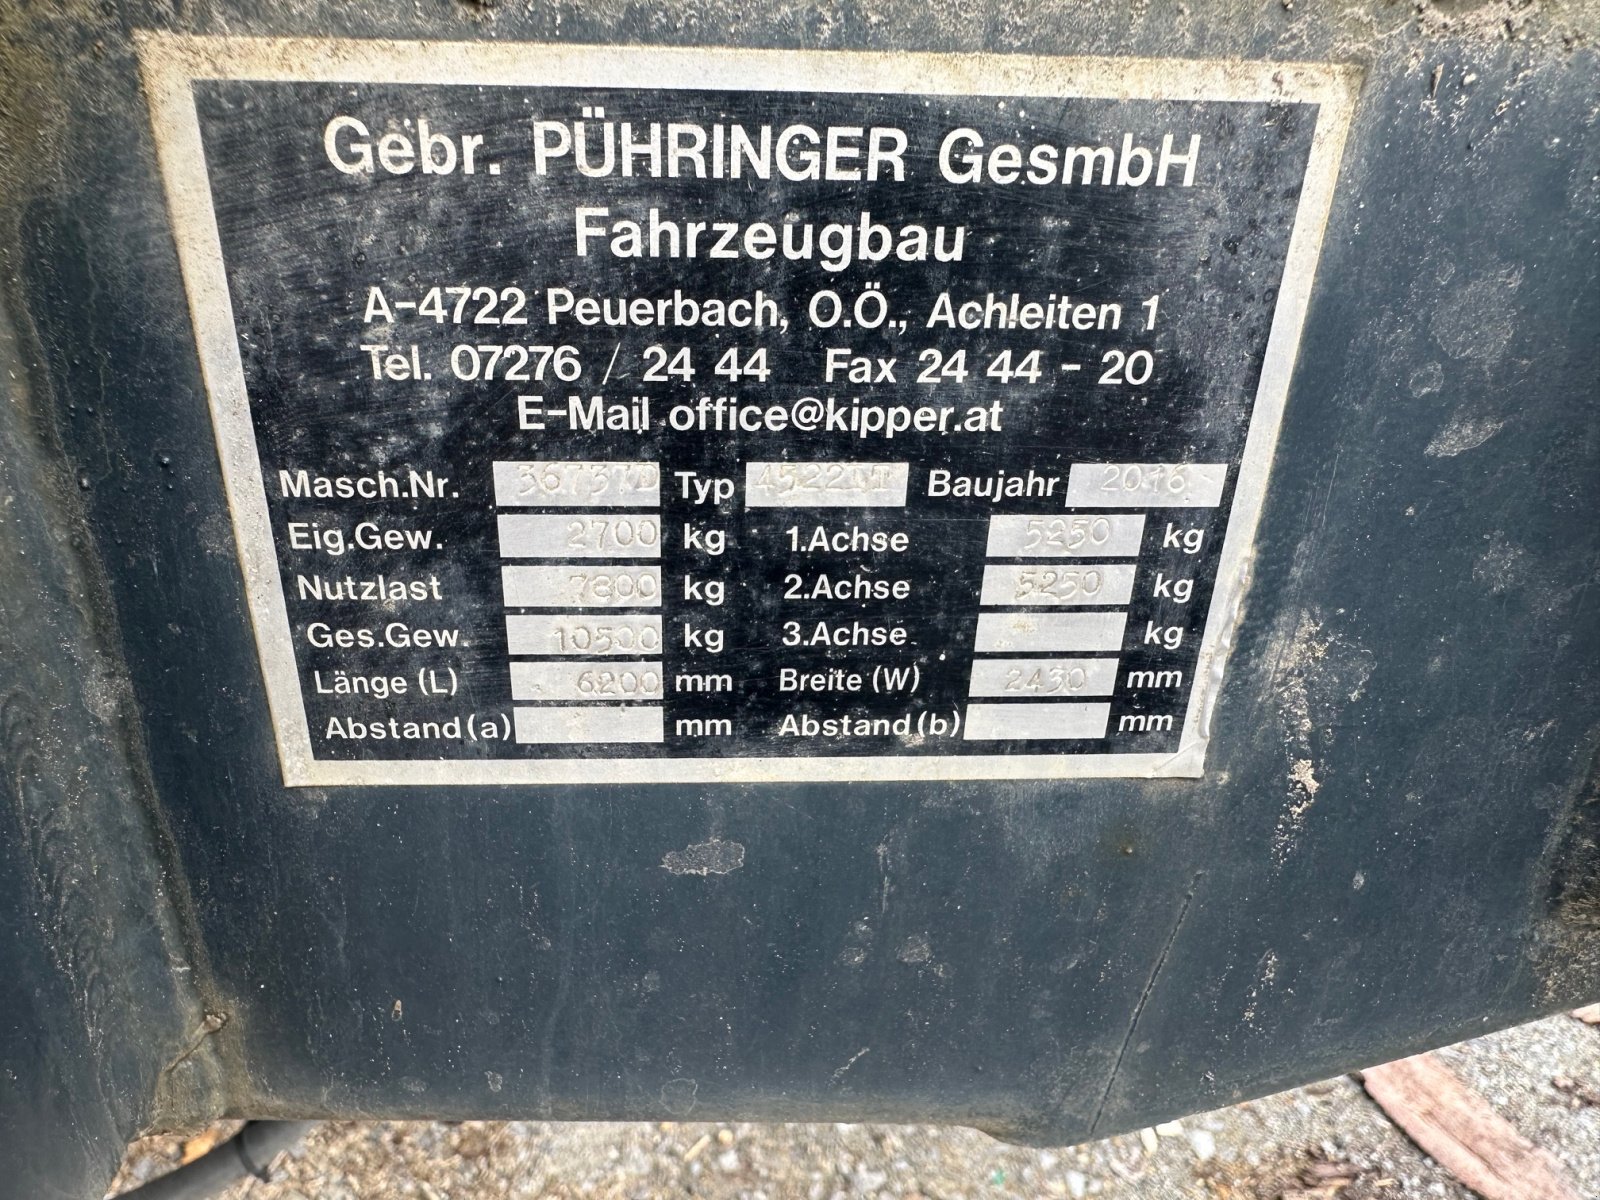 Gebr. PÜHRINGER GesmbH
Fahrzeugbau
A-4722 Peuerbach, O.Ö., Achleiten 1
Tel. 07276 / 24 44 Fax 24 44 - 20
E-Mail office@kipper.at
Masch.Nr. 36737D Typ 4522DT Baujahr 2016
Eig.Gew. 2700 kg 1.Achse 5250 kg
Nutzlast 7800 kg 2.Achse 5250 kg
Ges.Gew. 10500 kg 3.Achse kg
Länge (L) 6200 mm Breite (W) 2430 mm
Abstand (a) mm Abstand (b) mm